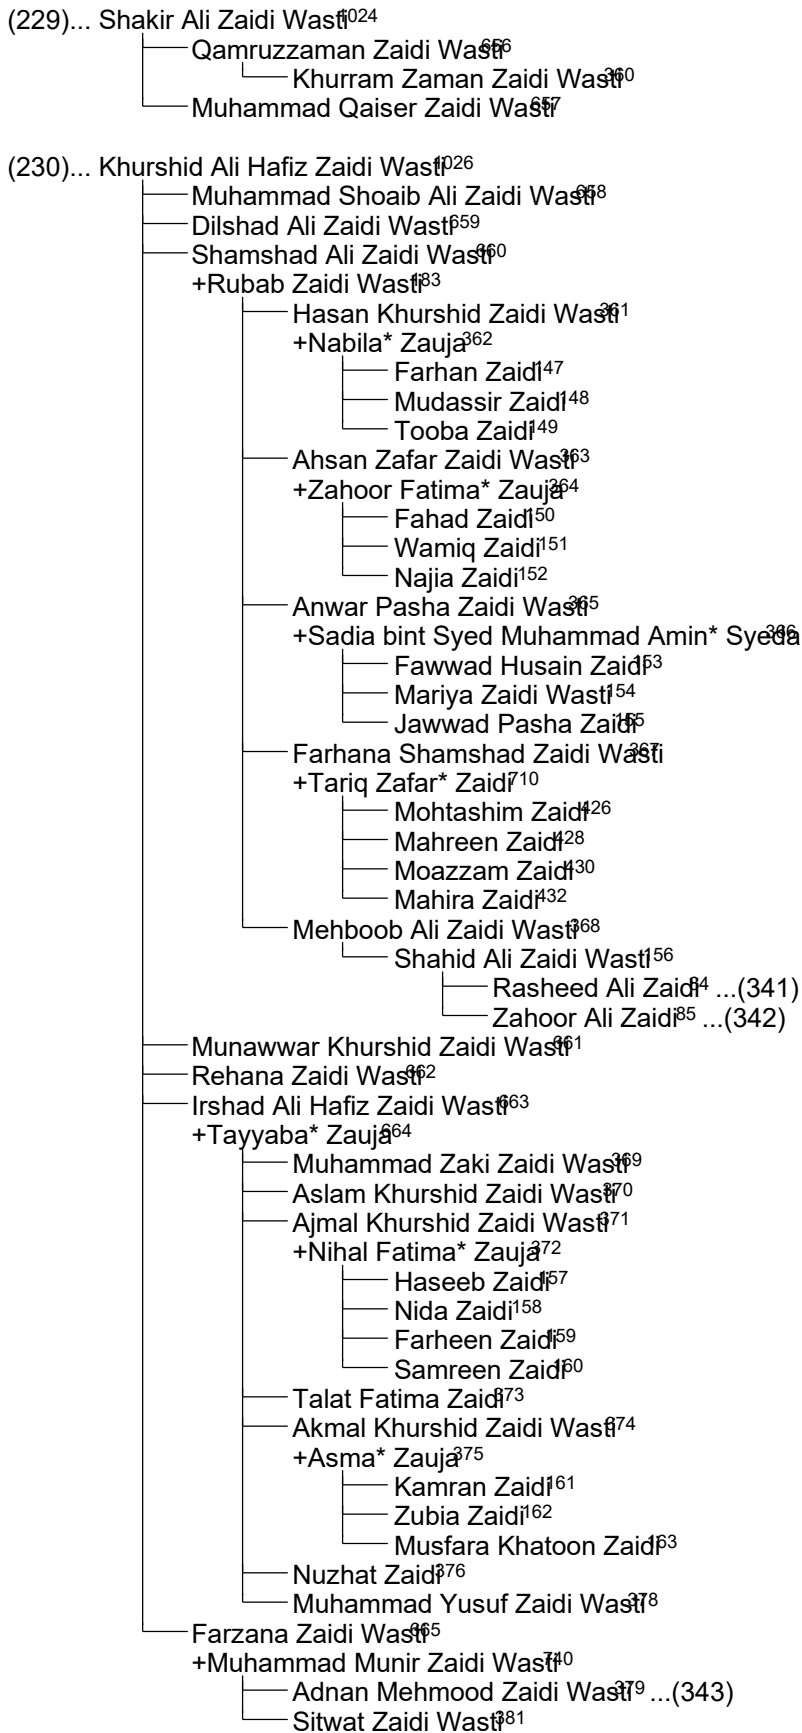 (229)... Shakir Ali Zaidi Wasti1024
Qamruzzaman Zaidi Wasti656
Khurram Zaman Zaidi Wasti360
Muhammad Qaiser Zaidi Wasti657
(230)... Khurshid Ali Hafiz Zaidi Wasti1026
Muhammad Shoaib Ali Zaidi Wasti658
Dilshad Ali Zaidi Wasti659
Shamshad Ali Zaidi Wasti660
+Rubab Zaidi Wasti183
Hasan Khurshid Zaidi Wasti361
+Nabila* Zauja362
Farhan Zaidi147
Mudassir Zaidi148
Tooba Zaidi149
Ahsan Zafar Zaidi Wasti363
+Zahoor Fatima* Zauja364
Fahad Zaidi150
Wamiq Zaidi151
Najia Zaidi152
Anwar Pasha Zaidi Wasti365
+Sadia bint Syed Muhammad Amin* Syeda366
Fawwad Husain Zaidi153
Mariya Zaidi Wasti154
Jawwad Pasha Zaidi155
Farhana Shamshad Zaidi Wasti367
+Tariq Zafar* Zaidi710
Mohtashim Zaidi426
Mahreen Zaidi428
Moazzam Zaidi430
Mahira Zaidi432
Mehboob Ali Zaidi Wasti368
Shahid Ali Zaidi Wasti156
Rasheed Ali Zaidi84 ...(341)
Zahoor Ali Zaidi85 ...(342)
Munawwar Khurshid Zaidi Wasti661
Rehana Zaidi Wasti662
Irshad Ali Hafiz Zaidi Wasti663
+Tayyaba* Zauja664
Muhammad Zaki Zaidi Wasti369
Aslam Khurshid Zaidi Wasti370
Ajmal Khurshid Zaidi Wasti371
+Nihal Fatima* Zauja372
Haseeb Zaidi157
Nida Zaidi158
Farheen Zaidi159
Samreen Zaidi160
Talat Fatima Zaidi373
Akmal Khurshid Zaidi Wasti374
+Asma* Zauja375
Kamran Zaidi161
Zubia Zaidi162
Musfara Khatoon Zaidi163
Nuzhat Zaidi376
Muhammad Yusuf Zaidi Wasti378
Farzana Zaidi Wasti665
+Muhammad Munir Zaidi Wasti740
Adnan Mehmood Zaidi Wasti379 ...(343)
Sitwat Zaidi Wasti381